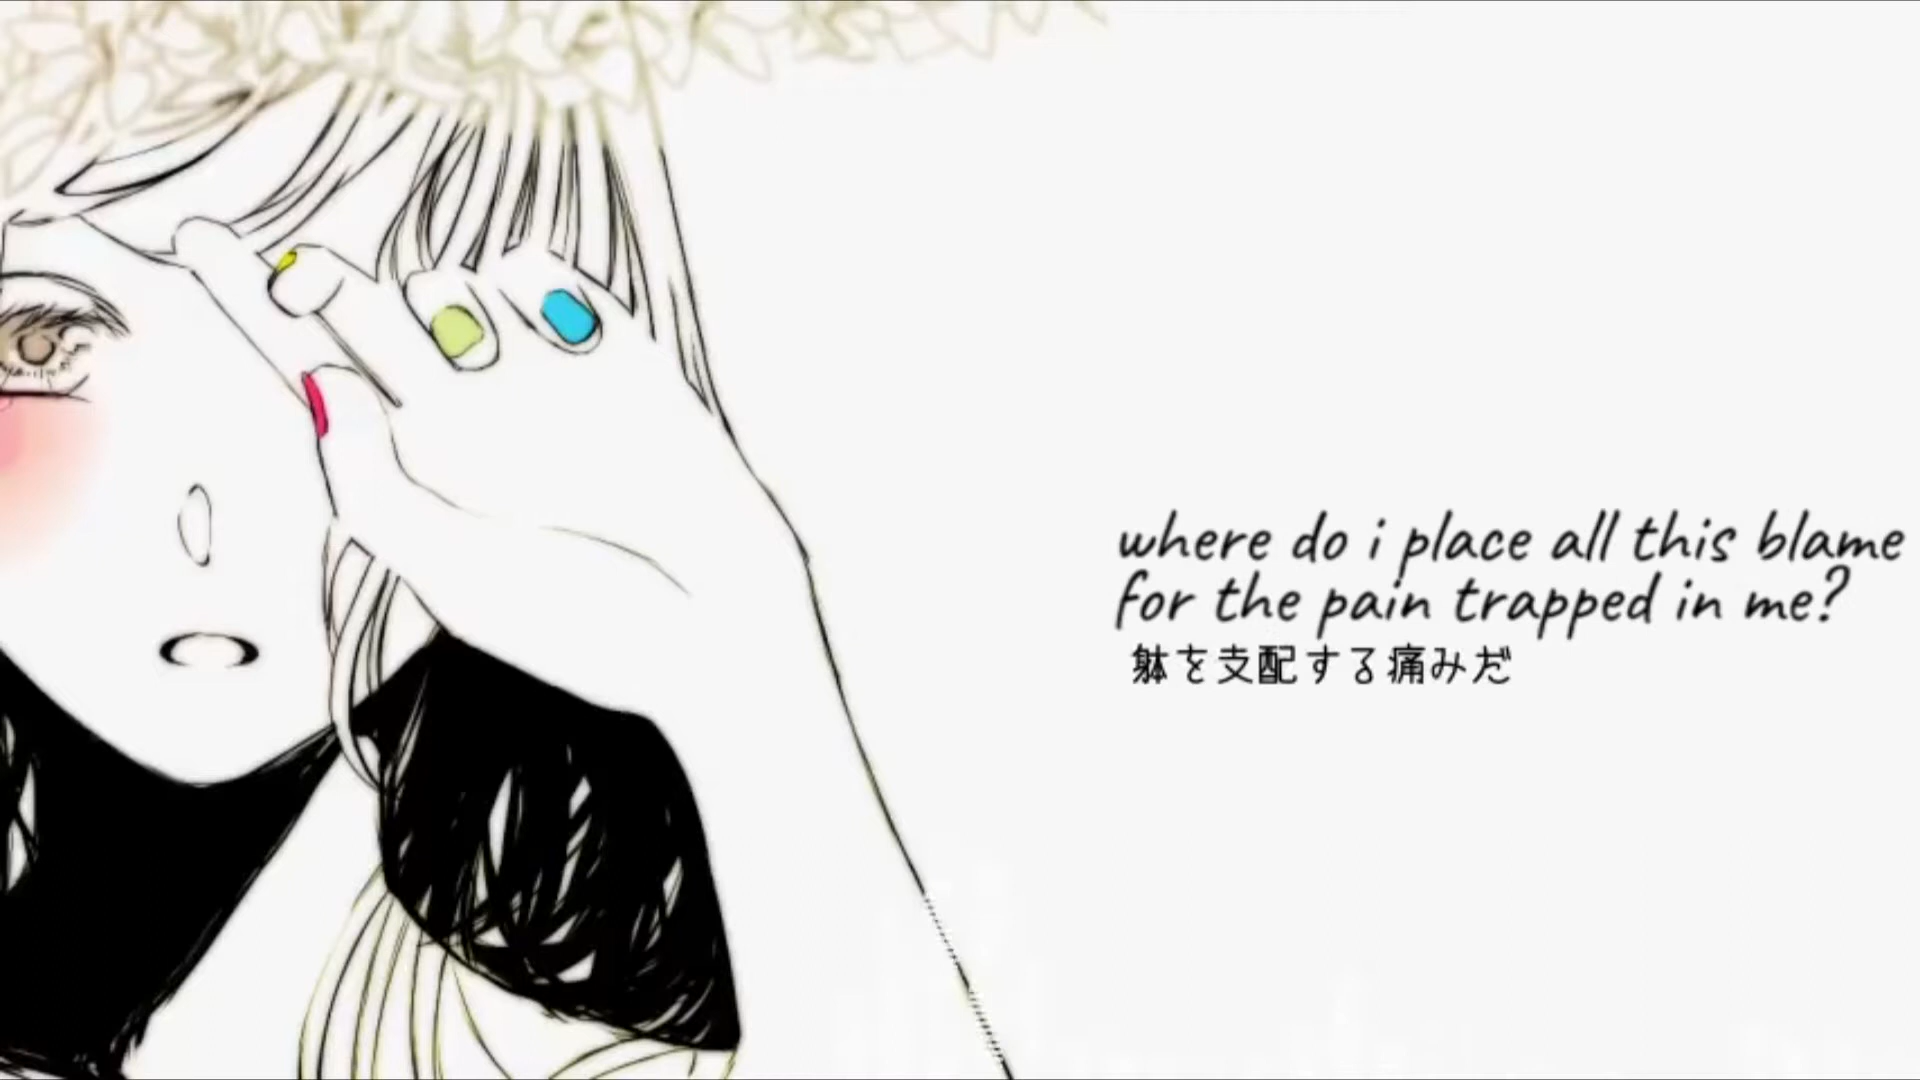 where do i place all this blame
for the pain trapped in me?
躰を支配する痛みだ